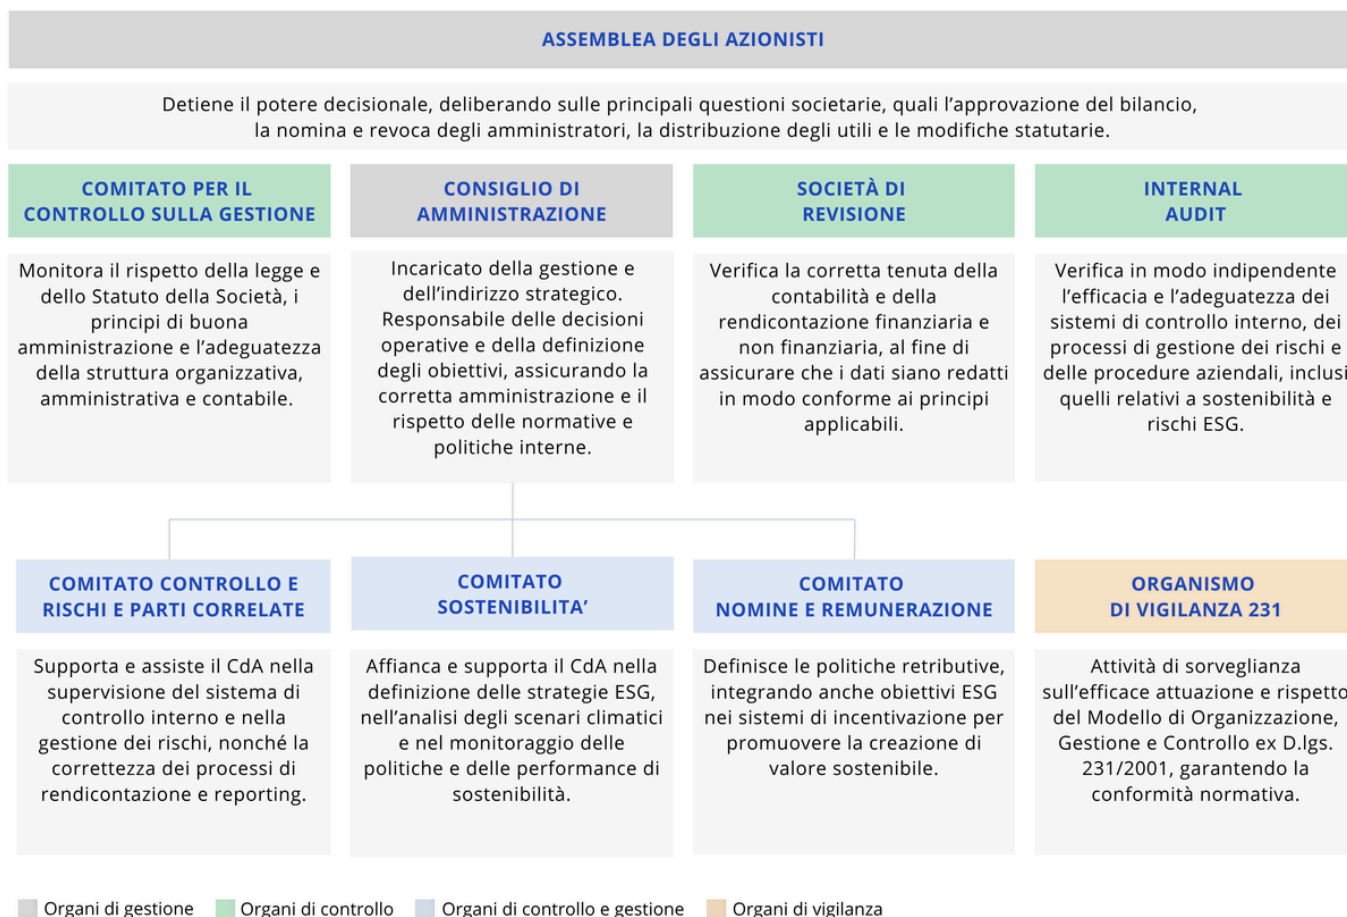 ASSEMBLEA DEGLI AZIONISTI
Detiene il potere decisionale, deliberando sulle principali questioni societarie, quali l’approvazione del bilancio,
la nomina e revoca degli amministratori, la distribuzione degli utili e le modifiche statutarie.
COMITATO PER IL
CONTROLLO SULLA GESTIONE
Monitora il rispetto della legge e
dello Statuto della Società, i
principi di buona
amministrazione e l’adeguatezza
della struttura organizzativa,
amministrativa e contabile.
CONSIGLIO DI
AMMINISTRAZIONE
Incaricato della gestione e
dell’indirizzo strategico.
Responsabile delle decisioni
operative e della definizione
degli obiettivi, assicurando la
corretta amministrazione e il
rispetto delle normative e
politiche interne.
SOCIETÀ DI
REVISIONE
Verifica la corretta tenuta della
contabilità e della
rendicontazione finanziaria e
non finanziaria, al fine di
assicurare che i dati siano redatti
in modo conforme ai principi
applicabili.
INTERNAL
AUDIT
Verifica in modo indipendente
l’efficacia e l’adeguatezza dei
sistemi di controllo interno, dei
processi di gestione dei rischi e
delle procedure aziendali, inclusi
quelli relativi a sostenibilità e
rischi ESG.
COMITATO CONTROLLO E
RISCHI E PARTI CORRELATE
Supporta e assiste il CdA nella
supervisione del sistema di
controllo interno e nella
gestione dei rischi, nonché la
correttezza dei processi di
rendicontazione e reporting.
COMITATO
SOSTENIBILITA’
Affianca e supporta il CdA nella
definizione delle strategie ESG,
nell’analisi degli scenari climatici
e nel monitoraggio delle
politiche e delle performance di
sostenibilità.
COMITATO
NOMINE E REMUNERAZIONE
Definisce le politiche retributive,
integrando anche obiettivi ESG
nei sistemi di incentivazione per
promuovere la creazione di
valore sostenibile.
ORGANISMO
DI VIGILANZA 231
Attività di sorveglianza
sull’efficace attuazione e rispetto
del Modello di Organizzazione,
Gestione e Controllo ex D.lgs.
231/2001, garantendo la
conformità normativa.
Organi di gestione
Organi di controllo
Organi di controllo e gestione
Organi di vigilanza